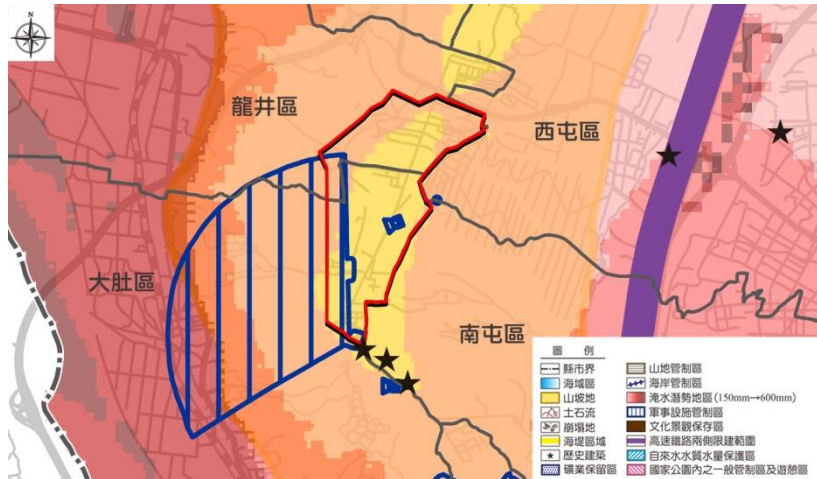 龍井區
西屯區
大肚區
南屯區
圖 例
縣市界
海域區
山坡地
土石流
崩塌地
海堤區域
歷史建築
礦業保留區
山地管制區
海岸管制區
淹水潛勢地區(150mm→600mm)
軍事設施管制區
文化景觀保存區
高速鐵路兩側限建範圍
自來水水質水量保護區
國家公園內之一般管制區及遊憩區